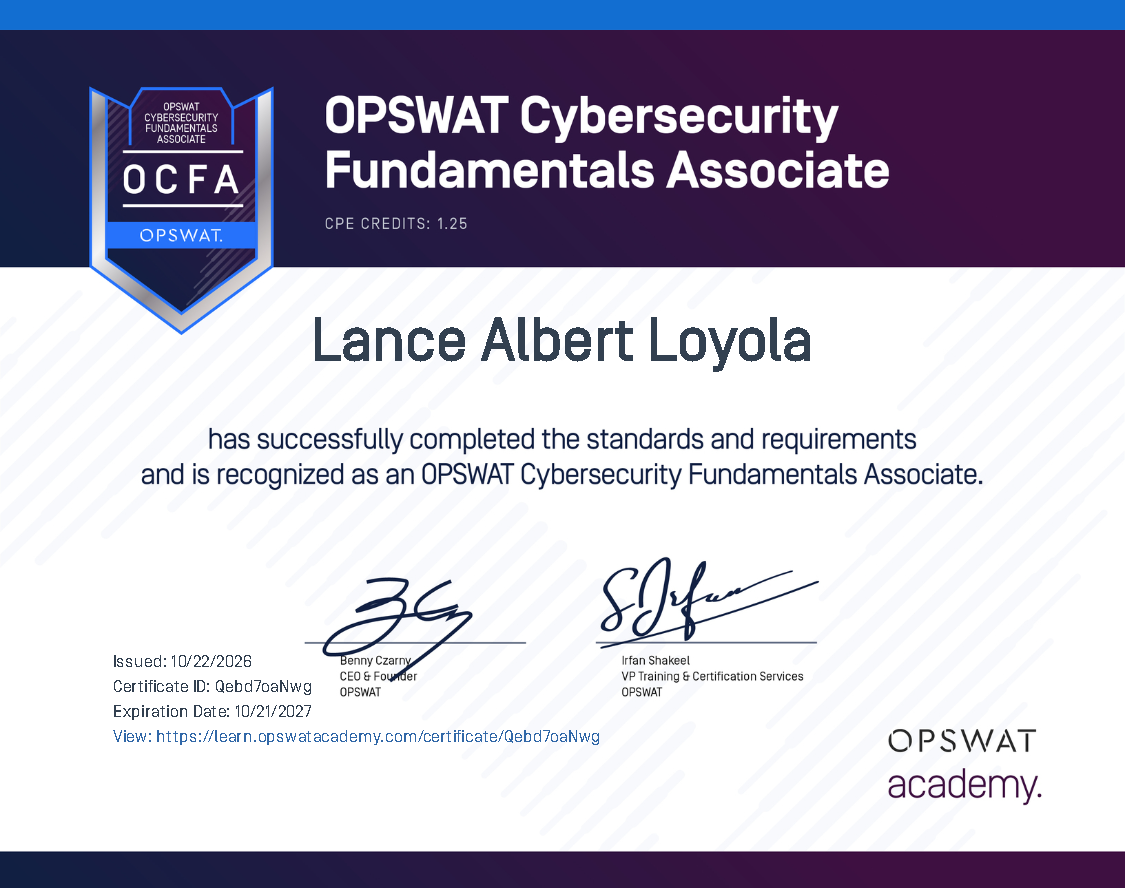 OPSWAT
CYBERSECURITY
FUNDAMENTALS
ASSOCIATE
OCFA
OPSWAT.
OPSWAT Cybersecurity
Fundamentals Associate
CPE CREDITS: 1.25
Lance Albert Loyola
has successfully completed the standards and requirements
and is recognized as an OPSWAT Cybersecurity Fundamentals Associate.
Benny Czarny
CEO & Founder
OPSWAT
Irfan Shakeel
VP Training & Certification Services
OPSWAT
Issued: 10/22/2026
Certificate ID: Qebd7oaNwg
Expiration Date: 10/21/2027
View: https://learn.opswatacademy.com/certificate/Qebd7oaNwg
OPSWAT
academy.